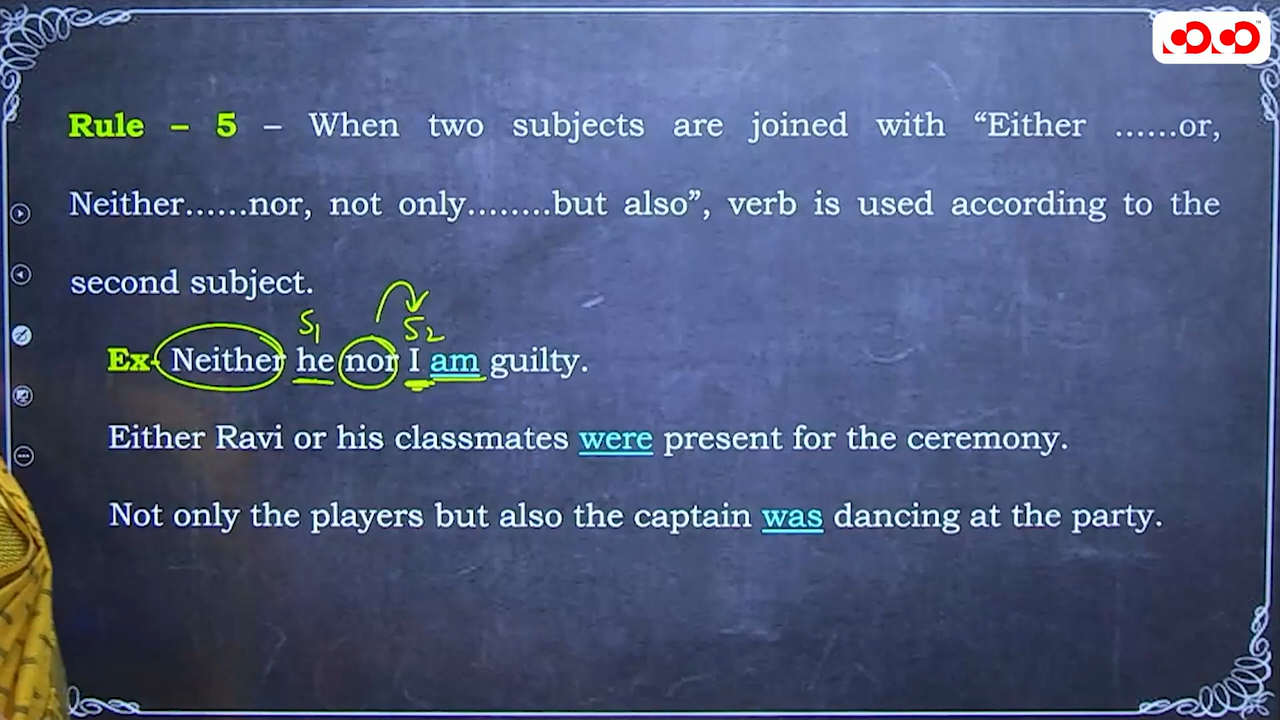 Rule – 5 – When two subjects are joined with “Either ......or,
Neither......nor, not only........but also”, verb is used according to the
second subject.
S1 S2
Ex- Neither he nor I am guilty.
Either Ravi or his classmates were present for the ceremony.
Not only the players but also the captain was dancing at the party.